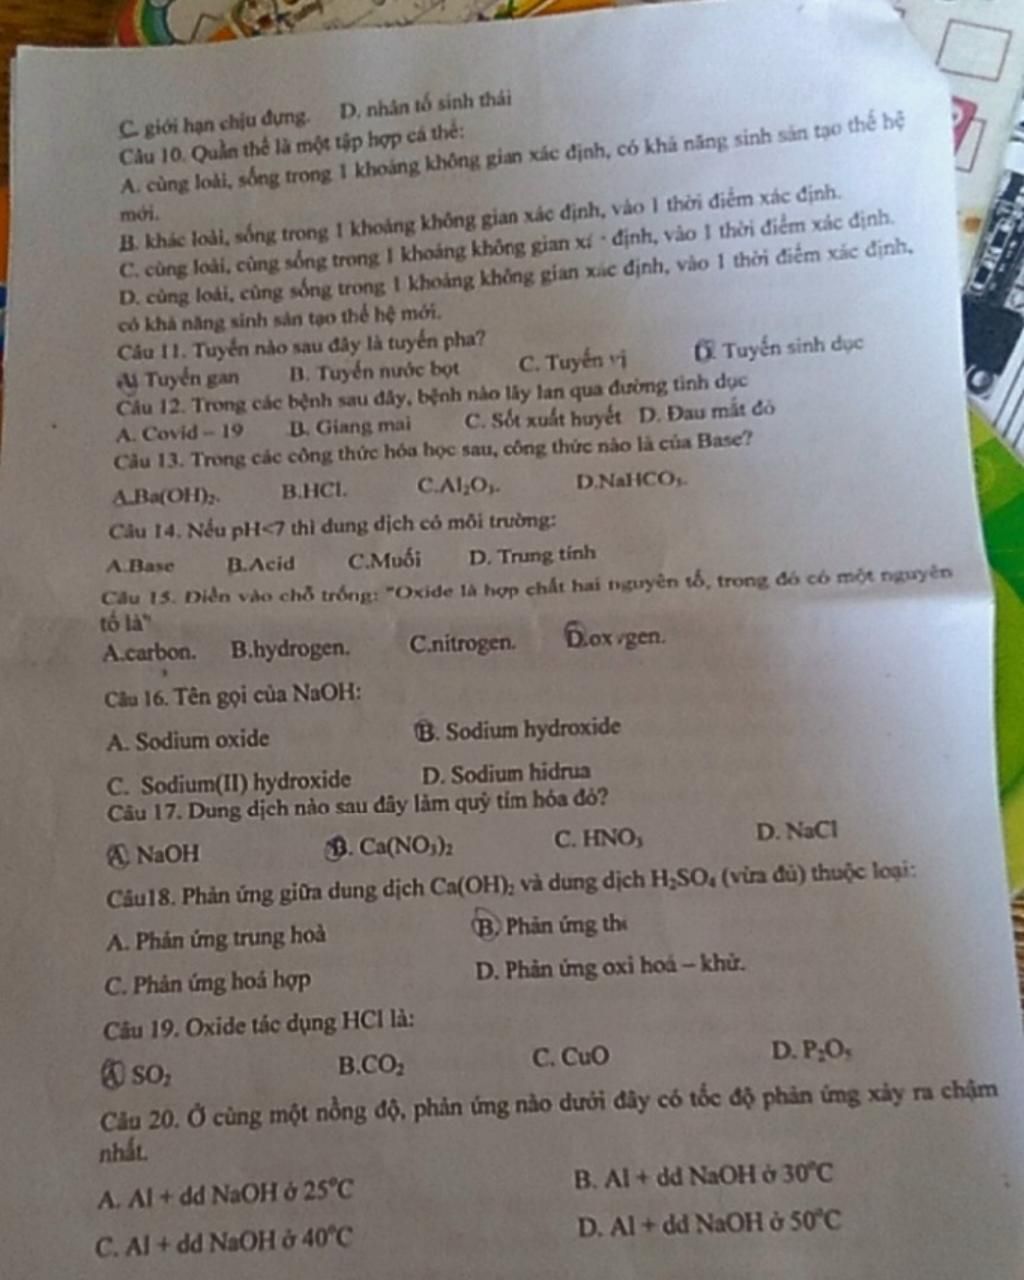 C. giới hạn chịu đựng. D. nhân tố sinh thái
Câu 10. Quần thể là một tập hợp cá thể:
A. cùng loài, sống trong 1 khoảng không gian xác định, có khả năng sinh sản tạo thế hệ
mới.
B. khác loài, sống trong 1 khoảng không gian xác định, vào 1 thời điểm xác định.
C. cùng loài, cùng sống trong 1 khoảng không gian định, vào 1 thời điểm xác định.
D. cùng loài, cùng sống trong 1 khoảng không gian xác định, vào 1 thời điểm xác định,
có khả năng sinh sản tạo thế hệ mới.
Câu 11. Tuyến nào sau đây là tuyến pha?
A. Tuyến gan B. Tuyến nước bọt C. Tuyến vị D. Tuyến sinh dục
Câu 12. Trong các bệnh sau đây, bệnh nào lây lan qua đường tình dục
A. Covid – 19 B. Giang mai C. Sốt xuất huyết D. Đau mắt đỏ
Câu 13. Trong các công thức hóa học sau, công thức nào là của Base?
A.Ba(OH)₂. B.HCl. C.Al₂O₃. D.NaHCO₃.
Câu 14. Nếu pH<7 thì dung dịch có môi trường:
A.Base B.Acid C.Muối D. Trung tính
Câu 15. Điền vào chỗ trống: "Oxide là hợp chất hai nguyên tố, trong đó có một nguyên
tố là"
A.carbon. B.hydrogen. C.nitrogen. D.oxygen.
Câu 16. Tên gọi của NaOH:
A. Sodium oxide B. Sodium hydroxide
C. Sodium(II) hydroxide D. Sodium hidrua
Câu 17. Dung dịch nào sau đây làm quỳ tím hóa đỏ?
A. NaOH B. Ca(NO₃)₂ C. HNO₃ D. NaCl
Câu18. Phản ứng giữa dung dịch Ca(OH)₂ và dung dịch H₂SO₄ (vừa đủ) thuộc loại:
A. Phản ứng trung hoà B. Phản ứng
C. Phản ứng hoá hợp D. Phản ứng oxi hoá – khử.
Câu 19. Oxide tác dụng HCl là:
A. SO₂ B.CO₂ C. CuO D. P₂O₅
Câu 20. Ở cùng một nồng độ, phản ứng nào dưới đây có tốc độ phản ứng xảy ra chậm
nhất.
A. Al + dd NaOH ở 25°C B. Al + dd NaOH ở 30°C
C. Al + dd NaOH ở 40°C D. Al + dd NaOH ở 50°C